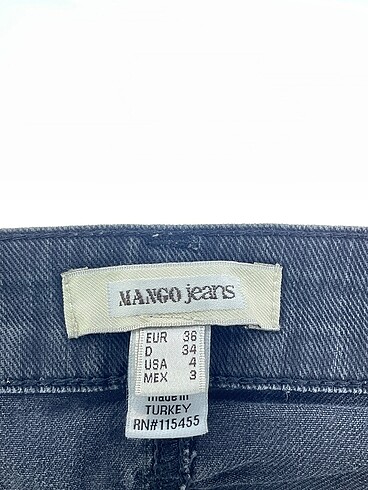 MANGO jeans
EUR 36
D 34
USA 4
MEX 3
made in
TURKEY
RN#115455